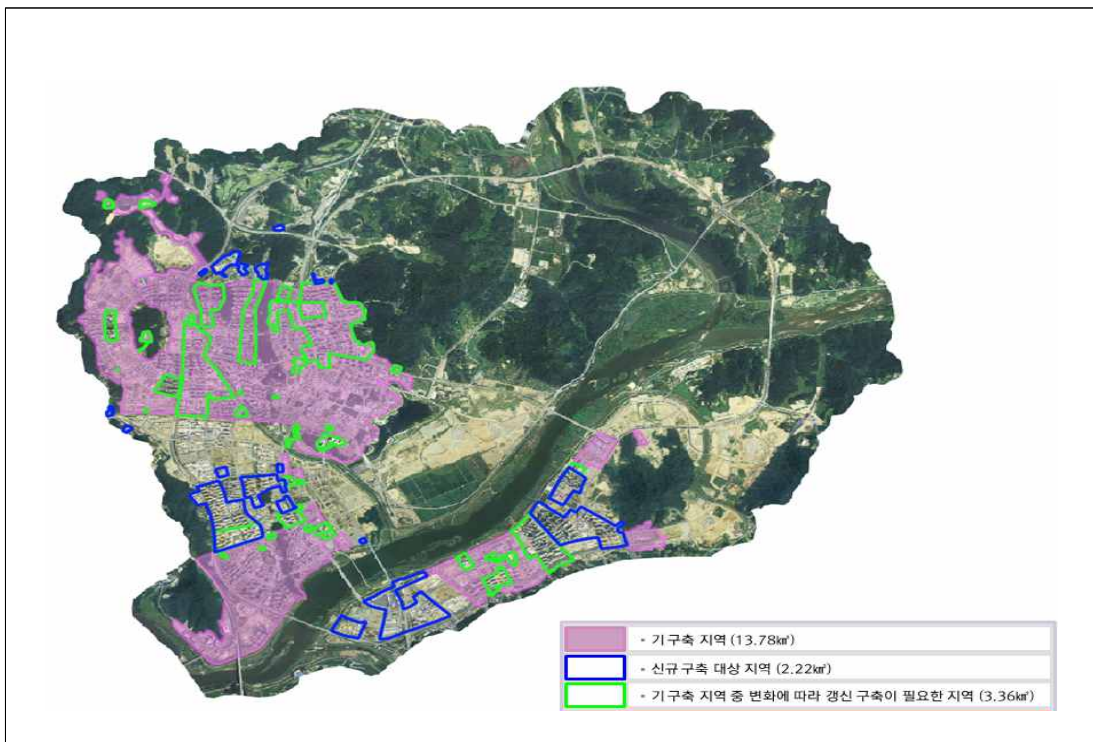 ◦ 기 구축 지역 (13.78㎢)
◦ 신규 구축 대상 지역 (2.22㎢)
◦ 기 구축 지역 중 변화에 따라 갱신 구축이 필요한 지역 (3.36㎢)